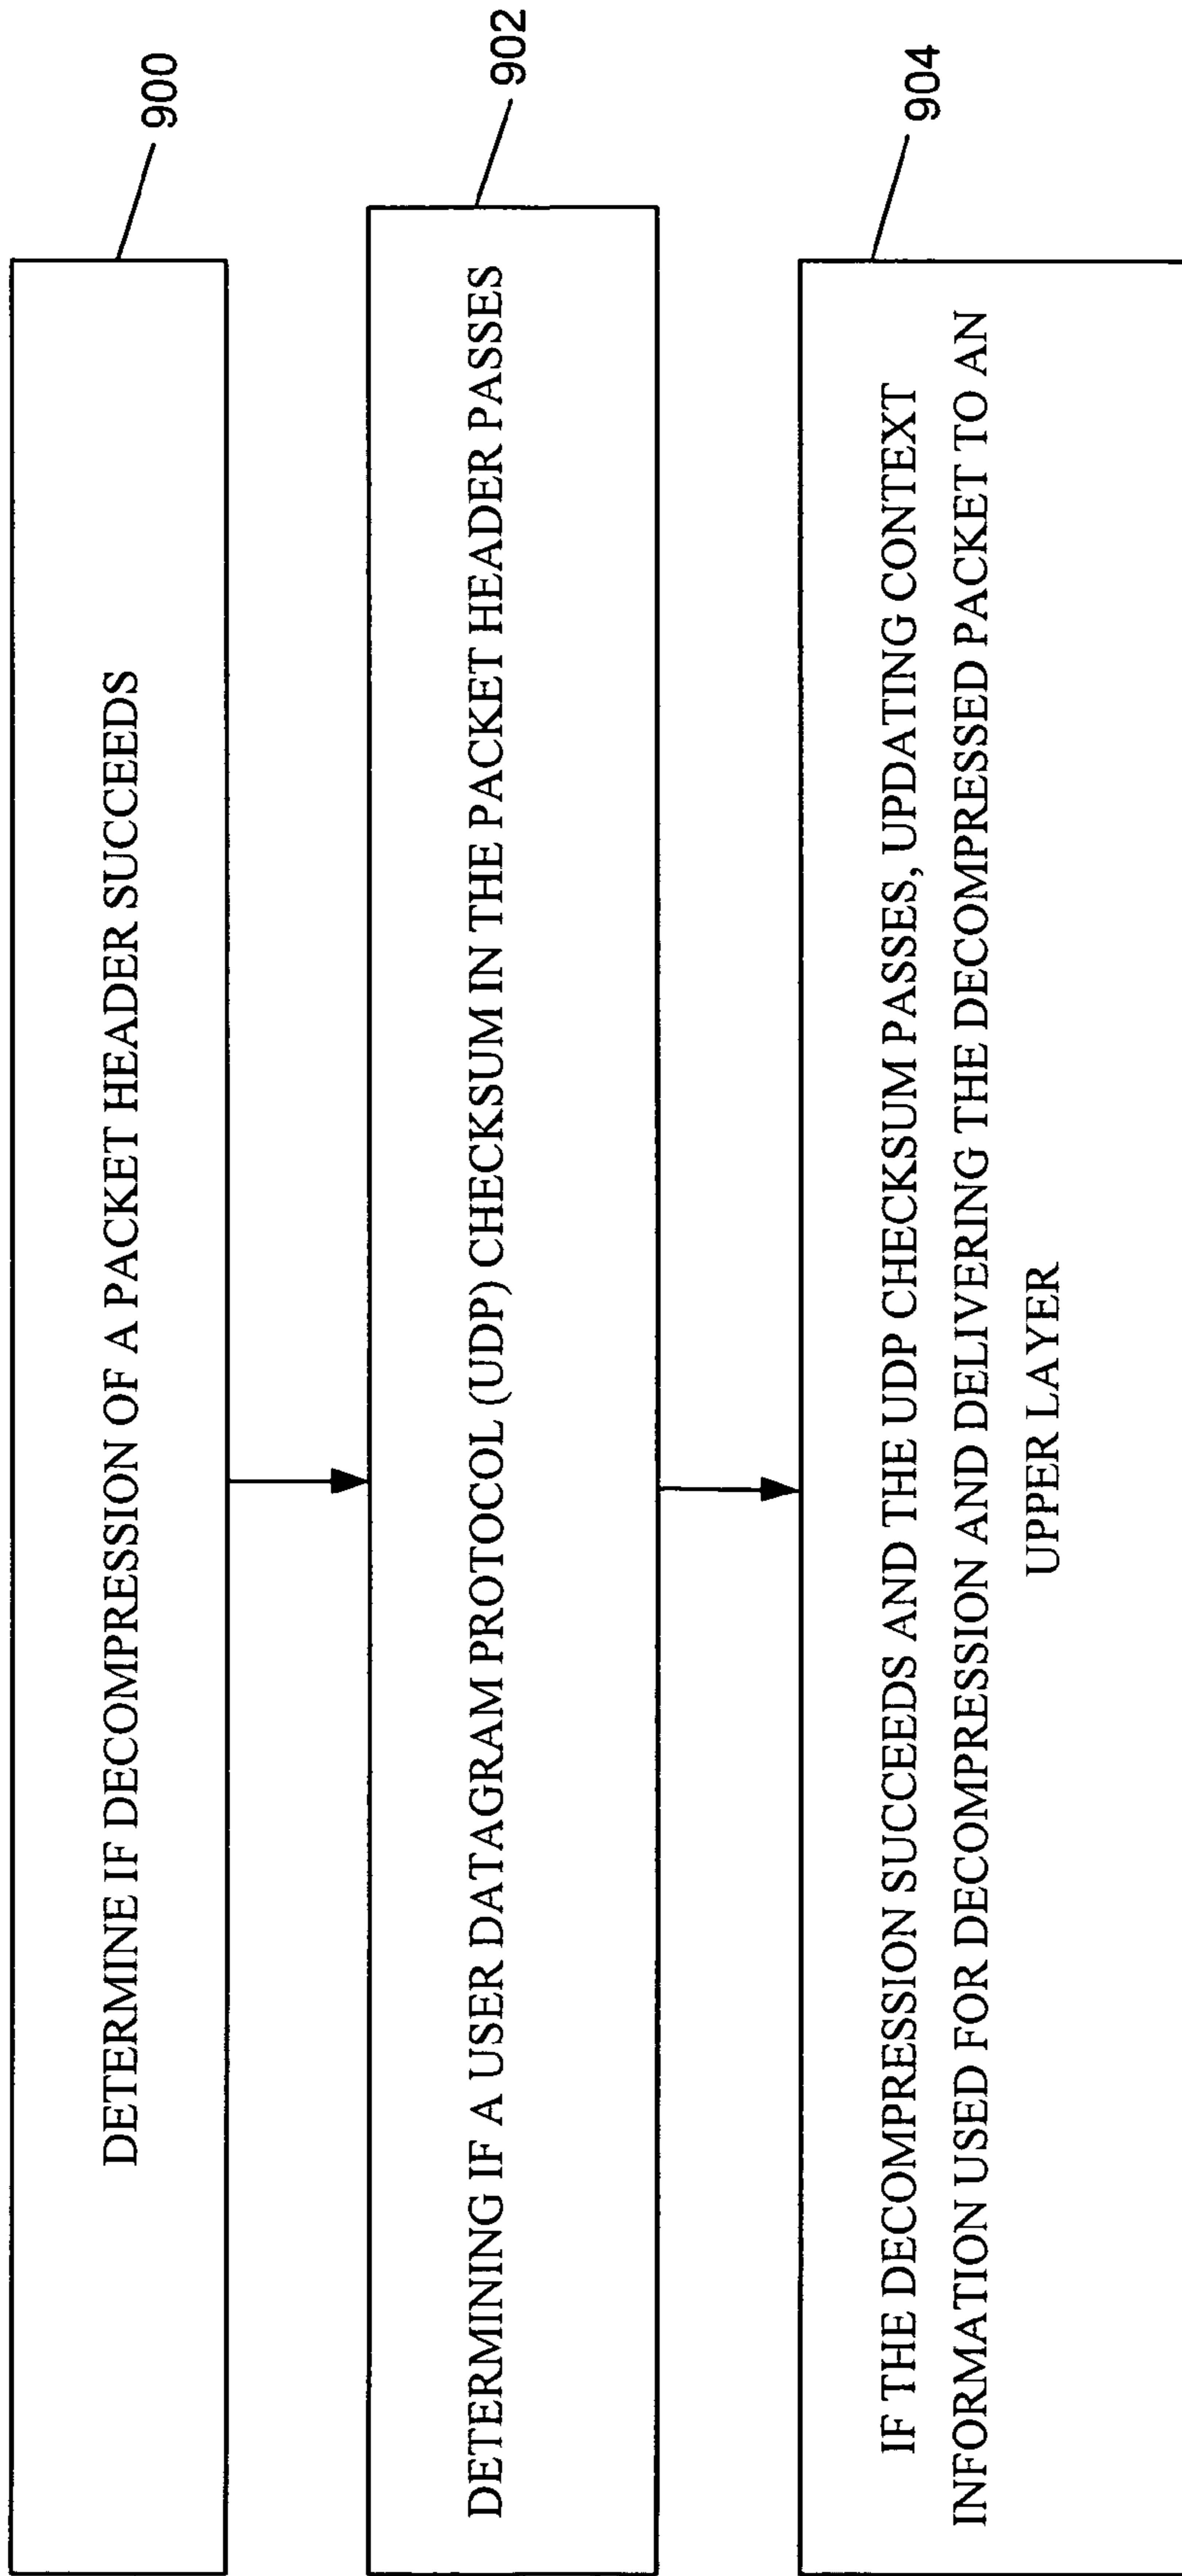 DETERMINE IF DECOMPRESSION OF A PACKET HEADER SUCCEEDS
900
DETERMINING IF A USER DATAGRAM PROTOCOL (UDP) CHECKSUM IN THE PACKET HEADER PASSES
902
IF THE DECOMPRESSION SUCCEEDS AND THE UDP CHECKSUM PASSES, UPDATING CONTEXT
INFORMATION USED FOR DECOMPRESSION AND DELIVERING THE DECOMPRESSED PACKET TO AN
UPPER LAYER
904